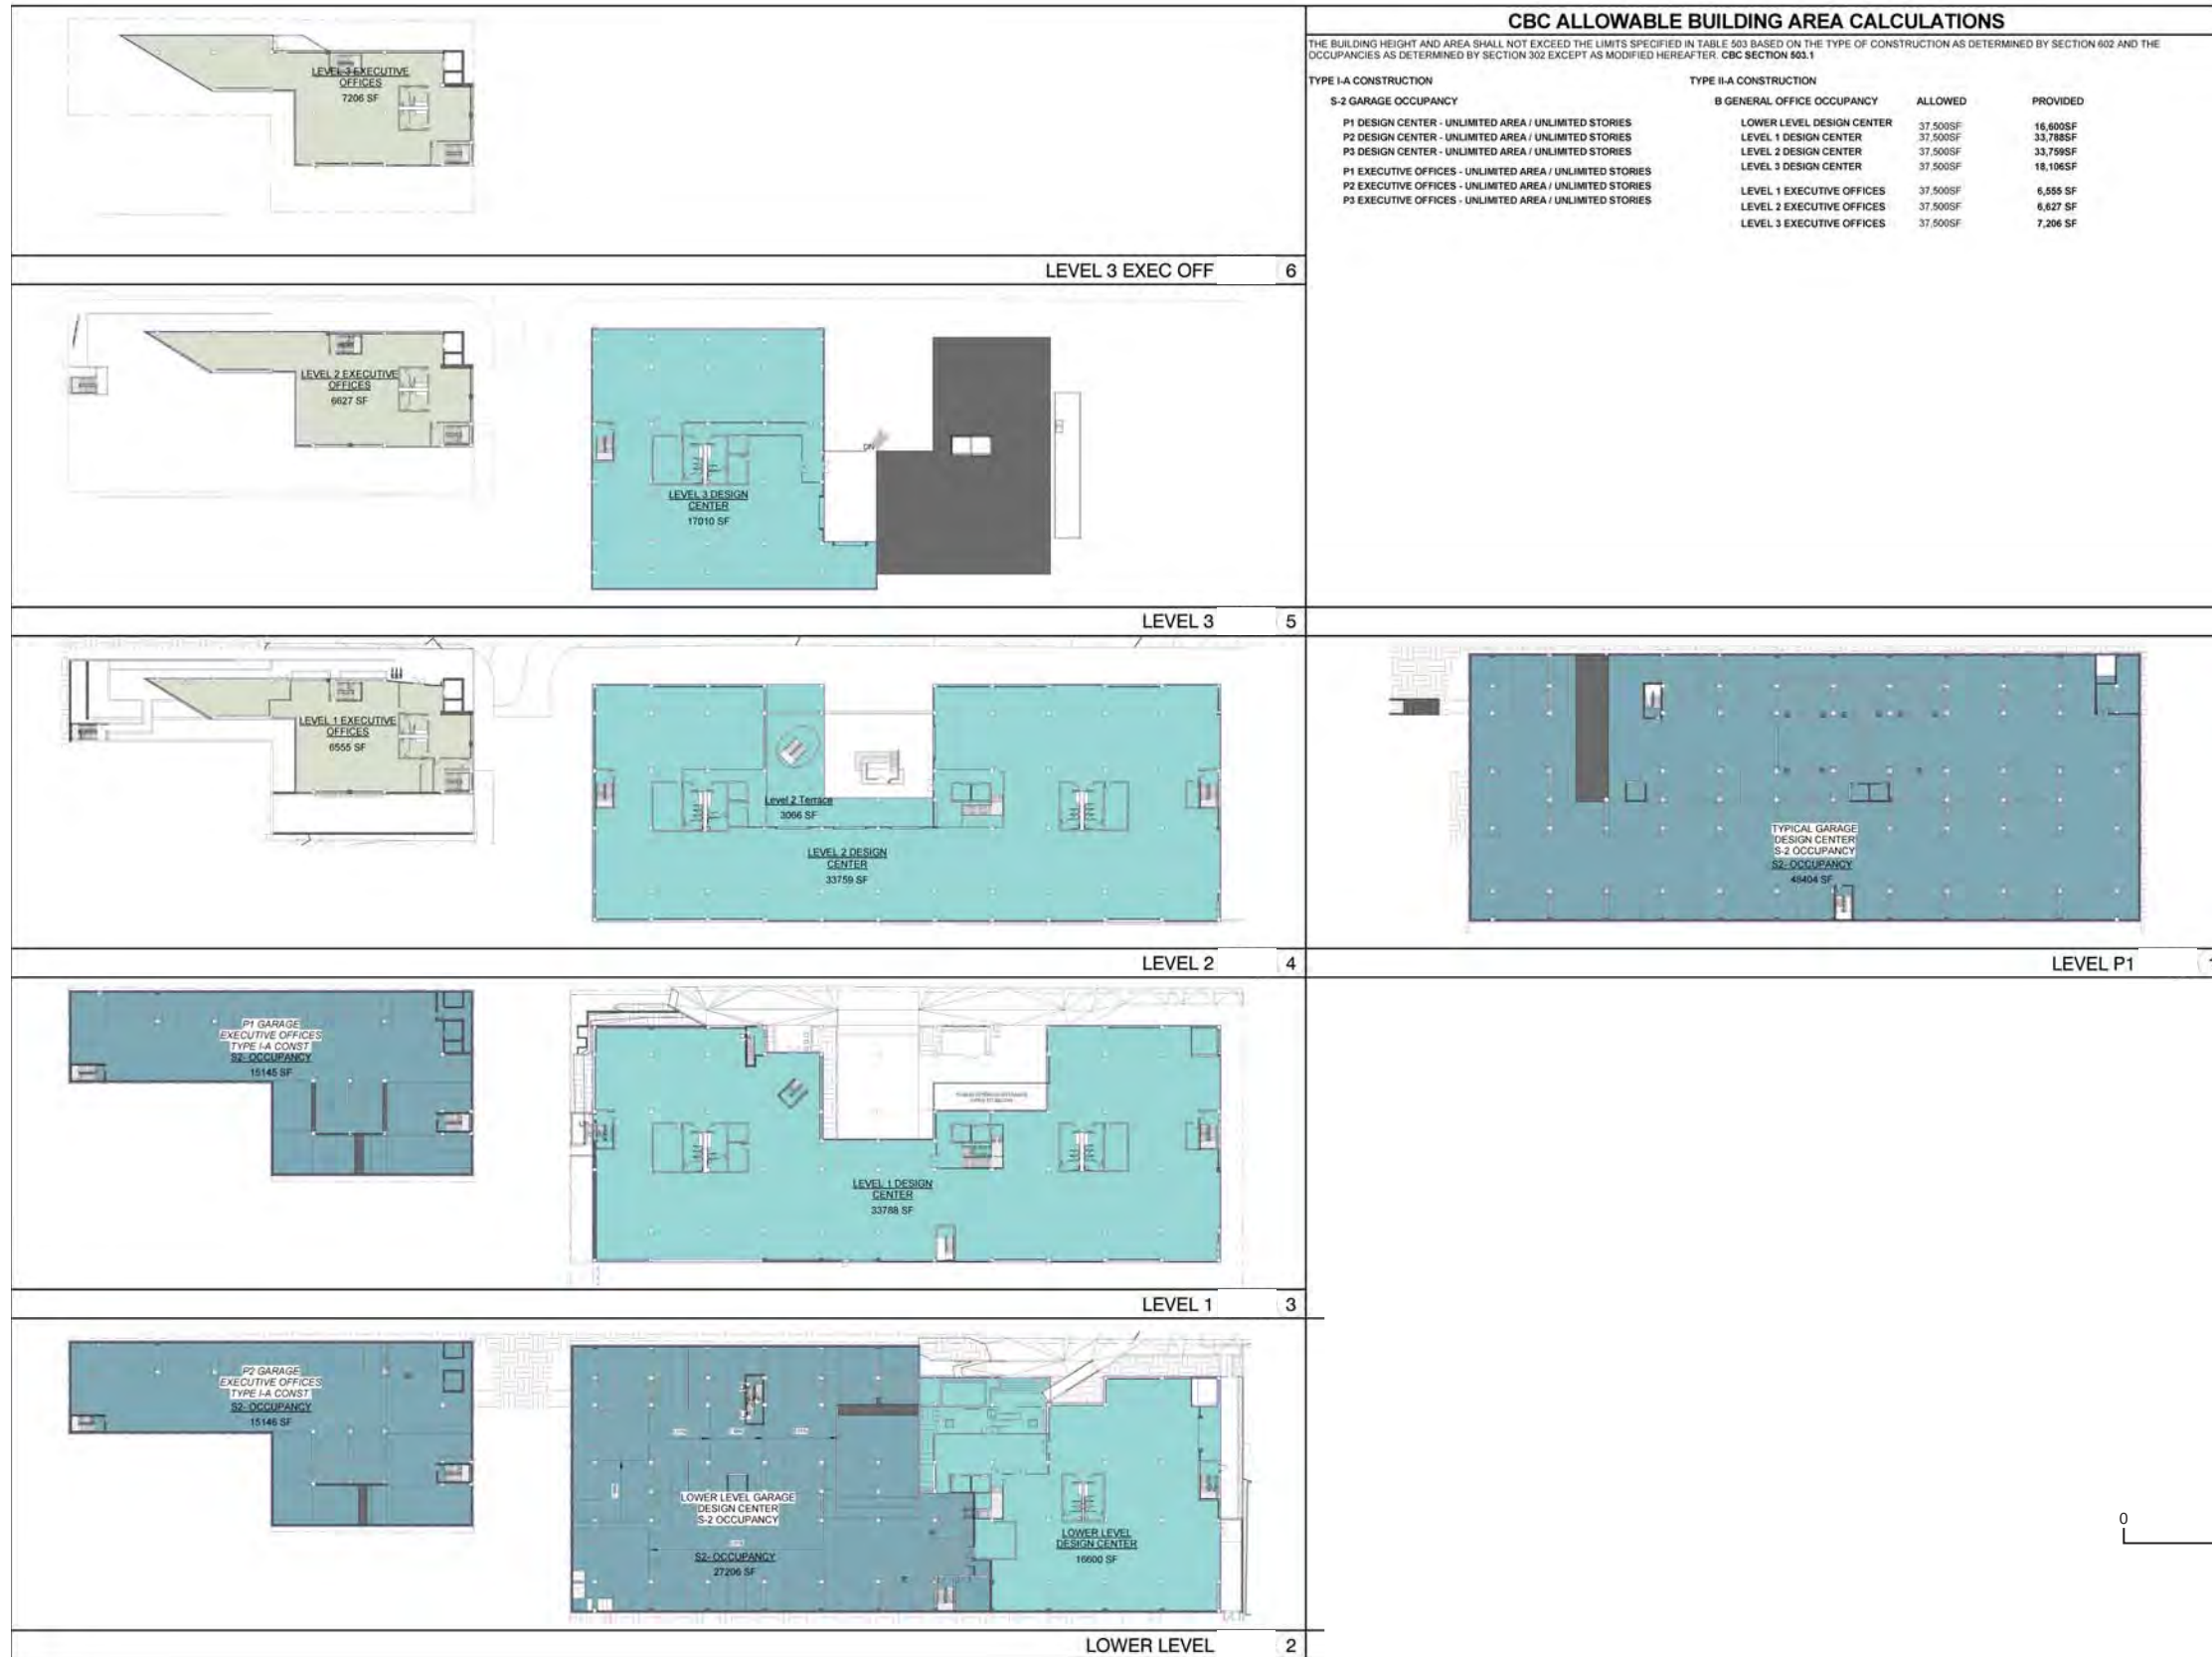 CBC ALLOWABLE BUILDING AREA CALCULATIONS
THE BUILDING HEIGHT AND AREA SHALL NOT EXCEED THE LIMITS SPECIFIED IN TABLE 503 BASED ON THE TYPE OF CONSTRUCTION AS DETERMINED BY SECTION 602 AND THE
OCCUPANCIES AS DETERMINED BY SECTION 302 EXCEPT AS MODIFIED HEREAFTER. CBC SECTION 503.1
TYPE I-A CONSTRUCTION
S-2 GARAGE OCCUPANCY
P1 DESIGN CENTER - UNLIMITED AREA / UNLIMITED STORIES
P2 DESIGN CENTER - UNLIMITED AREA / UNLIMITED STORIES
P3 DESIGN CENTER - UNLIMITED AREA / UNLIMITED STORIES
P1 EXECUTIVE OFFICES - UNLIMITED AREA / UNLIMITED STORIES
P2 EXECUTIVE OFFICES - UNLIMITED AREA / UNLIMITED STORIES
P3 EXECUTIVE OFFICES - UNLIMITED AREA / UNLIMITED STORIES
TYPE II-A CONSTRUCTION
B GENERAL OFFICE OCCUPANCY ALLOWED PROVIDED
LOWER LEVEL DESIGN CENTER 37,500SF 16,600SF
LEVEL 1 DESIGN CENTER 37,500SF 33,788SF
LEVEL 2 DESIGN CENTER 37,500SF 33,759SF
LEVEL 3 DESIGN CENTER 37,500SF 18,106SF
LEVEL 1 EXECUTIVE OFFICES 37,500SF 6,555 SF
LEVEL 2 EXECUTIVE OFFICES 37,500SF 6,627 SF
LEVEL 3 EXECUTIVE OFFICES 37,500SF 7,206 SF
LEVEL 3 EXECUTIVE
OFFICES
7206 SF
LEVEL 3 EXEC OFF 6
LEVEL 2 EXECUTIVE
OFFICES
6627 SF
DN
LEVEL 3 DESIGN
CENTER
17010 SF
LEVEL 3 5
LEVEL 1 EXECUTIVE
OFFICES
6555 SF
Level 2 Terrace
3066 SF
LEVEL 2 DESIGN
CENTER
33759 SF
LEVEL 2 4
TYPICAL GARAGE
DESIGN CENTER
S-2 OCCUPANCY
S2- OCCUPANCY
48404 SF
LEVEL P1
P1 GARAGE
EXECUTIVE OFFICES
TYPE I-A CONST
S2- OCCUPANCY
15145 SF
LEVEL 1 DESIGN
CENTER
33788 SF
LEVEL 1 3
P2 GARAGE
EXECUTIVE OFFICES
TYPE I-A CONST
S2- OCCUPANCY
15146 SF
LOWER LEVEL GARAGE
DESIGN CENTER
S-2 OCCUPANCY
S2- OCCUPANCY
27206 SF
LOWER LEVEL
DESIGN CENTER
16600 SF
0
LOWER LEVEL 2